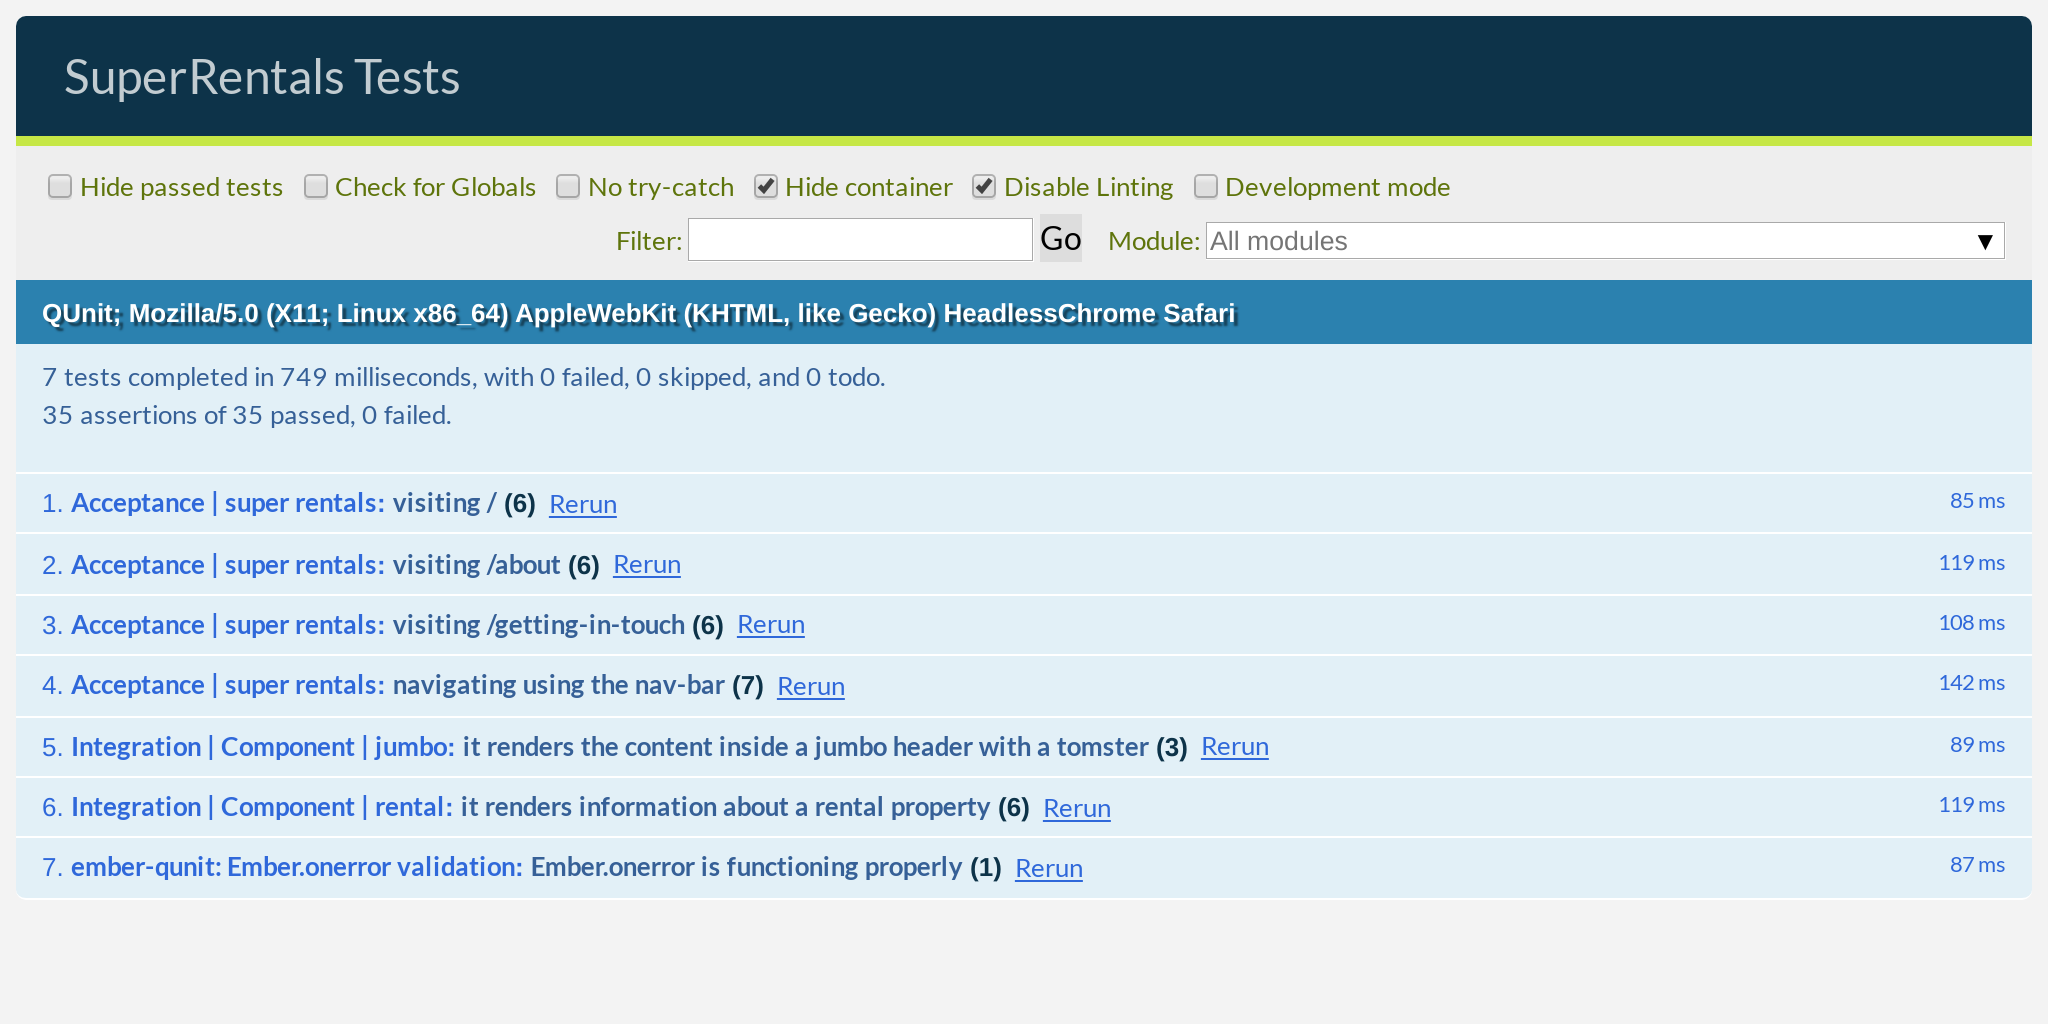 SuperRentals Tests
Hide passed tests Check for Globals No try-catch Hide container Disable Linting Development mode
Filter: Go Module: All modules ▼
QUnit; Mozilla/5.0 (X11; Linux x86_64) AppleWebKit (KHTML, like Gecko) HeadlessChrome Safari
7 tests completed in 749 milliseconds, with 0 failed, 0 skipped, and 0 todo.
35 assertions of 35 passed, 0 failed.
1. Acceptance | super rentals: visiting / (6) Rerun 85 ms
2. Acceptance | super rentals: visiting /about (6) Rerun 119 ms
3. Acceptance | super rentals: visiting /getting-in-touch (6) Rerun 108 ms
4. Acceptance | super rentals: navigating using the nav-bar (7) Rerun 142 ms
5. Integration | Component | jumbo: it renders the content inside a jumbo header with a tomster (3) Rerun 89 ms
6. Integration | Component | rental: it renders information about a rental property (6) Rerun 119 ms
7. ember-qunit: Ember.onerror validation: Ember.onerror is functioning properly (1) Rerun 87 ms